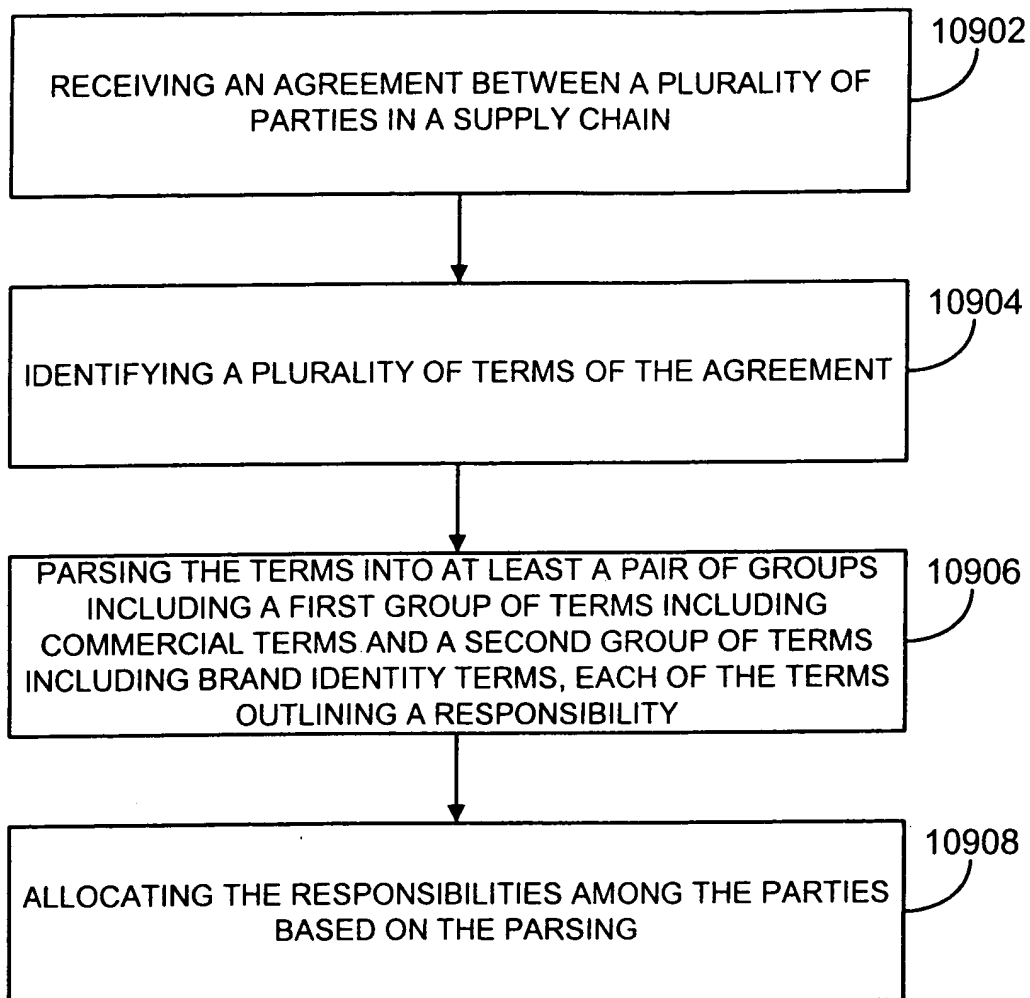 10902
RECEIVING AN AGREEMENT BETWEEN A PLURALITY OF
PARTIES IN A SUPPLY CHAIN
10904
IDENTIFYING A PLURALITY OF TERMS OF THE AGREEMENT
10906
PARSING THE TERMS INTO AT LEAST A PAIR OF GROUPS
INCLUDING A FIRST GROUP OF TERMS INCLUDING
COMMERCIAL TERMS AND A SECOND GROUP OF TERMS
INCLUDING BRAND IDENTITY TERMS, EACH OF THE TERMS
OUTLINING A RESPONSIBILITY
10908
ALLOCATING THE RESPONSIBILITIES AMONG THE PARTIES
BASED ON THE PARSING